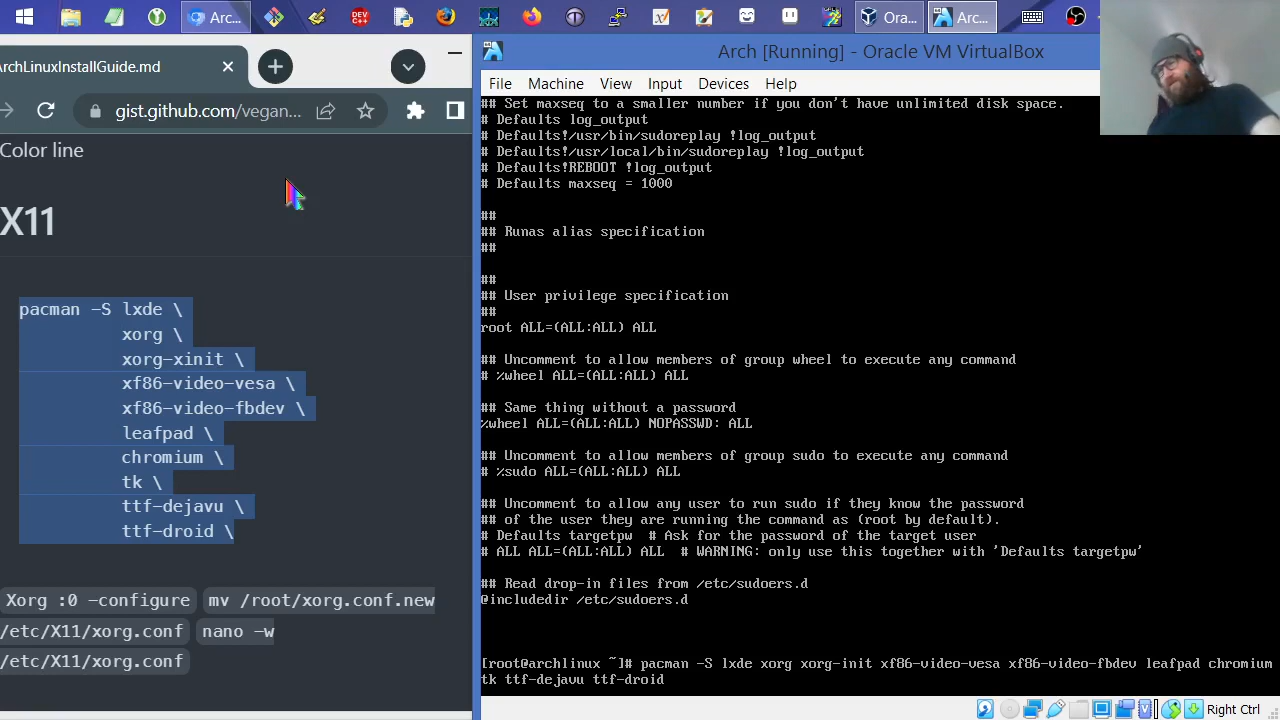 Arc...
DEV C++
Ora...
Arc...
ArchLinuxInstallGuide.md
gist.github.com/vegan...
Color line
X11
pacman -S lxde \
xorg \
xorg-xinit \
xf86-video-vesa \
xf86-video-fbdev \
leafpad \
chromium \
tk \
ttf-dejavu \
ttf-droid \
Xorg :0 -configure mv /root/xorg.conf.new
/etc/X11/xorg.conf nano -w
/etc/X11/xorg.conf
Arch [Running] - Oracle VM VirtualBox
File Machine View Input Devices Help
## Set maxseq to a smaller number if you don't have unlimited disk space.
# Defaults log_output
# Defaults!/usr/bin/sudoreplay !log_output
# Defaults!/usr/local/bin/sudoreplay !log_output
# Defaults!REBOOT !log_output
# Defaults maxseq = 1000
##
## Runas alias specification
##
##
## User privilege specification
##
root ALL=(ALL:ALL) ALL
## Uncomment to allow members of group wheel to execute any command
# %wheel ALL=(ALL:ALL) ALL
## Same thing without a password
%wheel ALL=(ALL:ALL) NOPASSWD: ALL
## Uncomment to allow members of group sudo to execute any command
# %sudo ALL=(ALL:ALL) ALL
## Uncomment to allow any user to run sudo if they know the password
## of the user they are running the command as (root by default).
# Defaults targetpw # Ask for the password of the target user
# ALL ALL=(ALL:ALL) ALL # WARNING: only use this together with 'Defaults targetpw'
## Read drop-in files from /etc/sudoers.d
@includedir /etc/sudoers.d
[root@archlinux ~]# pacman -S lxde xorg xorg-init xf86-video-vesa xf86-video-fbdev leafpad chromium
tk ttf-dejavu ttf-droid
Right Ctrl